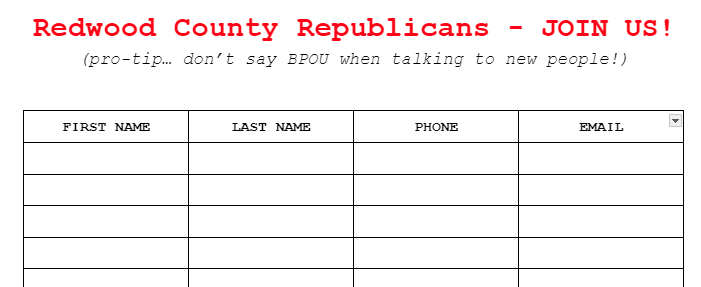 Redwood County Republicans - JOIN US!
(pro-tip… don’t say BPOU when talking to new people!)
FIRST NAME LAST NAME PHONE EMAIL